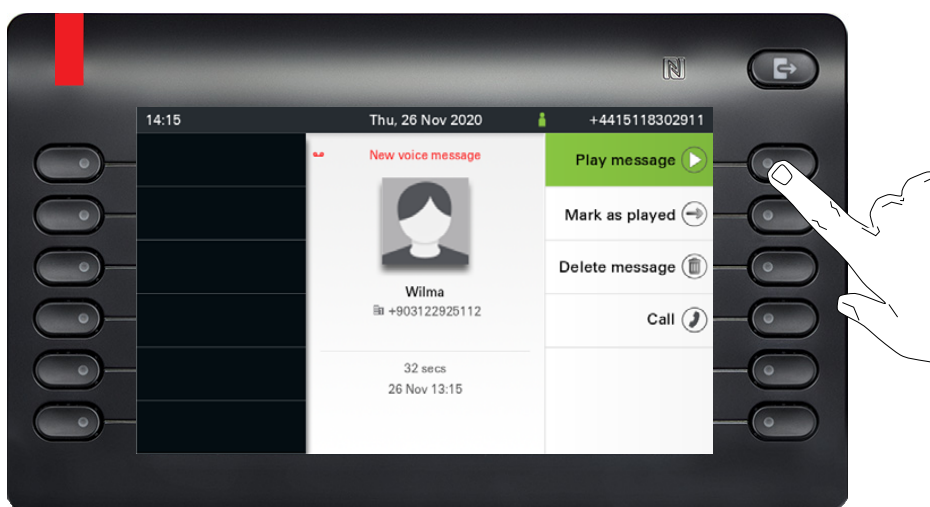 14:15 Thu, 26 Nov 2020 +4415118302911
New voice message
Wilma
+903122925112
32 secs
26 Nov 13:15
Play message
Mark as played
Delete message
Call